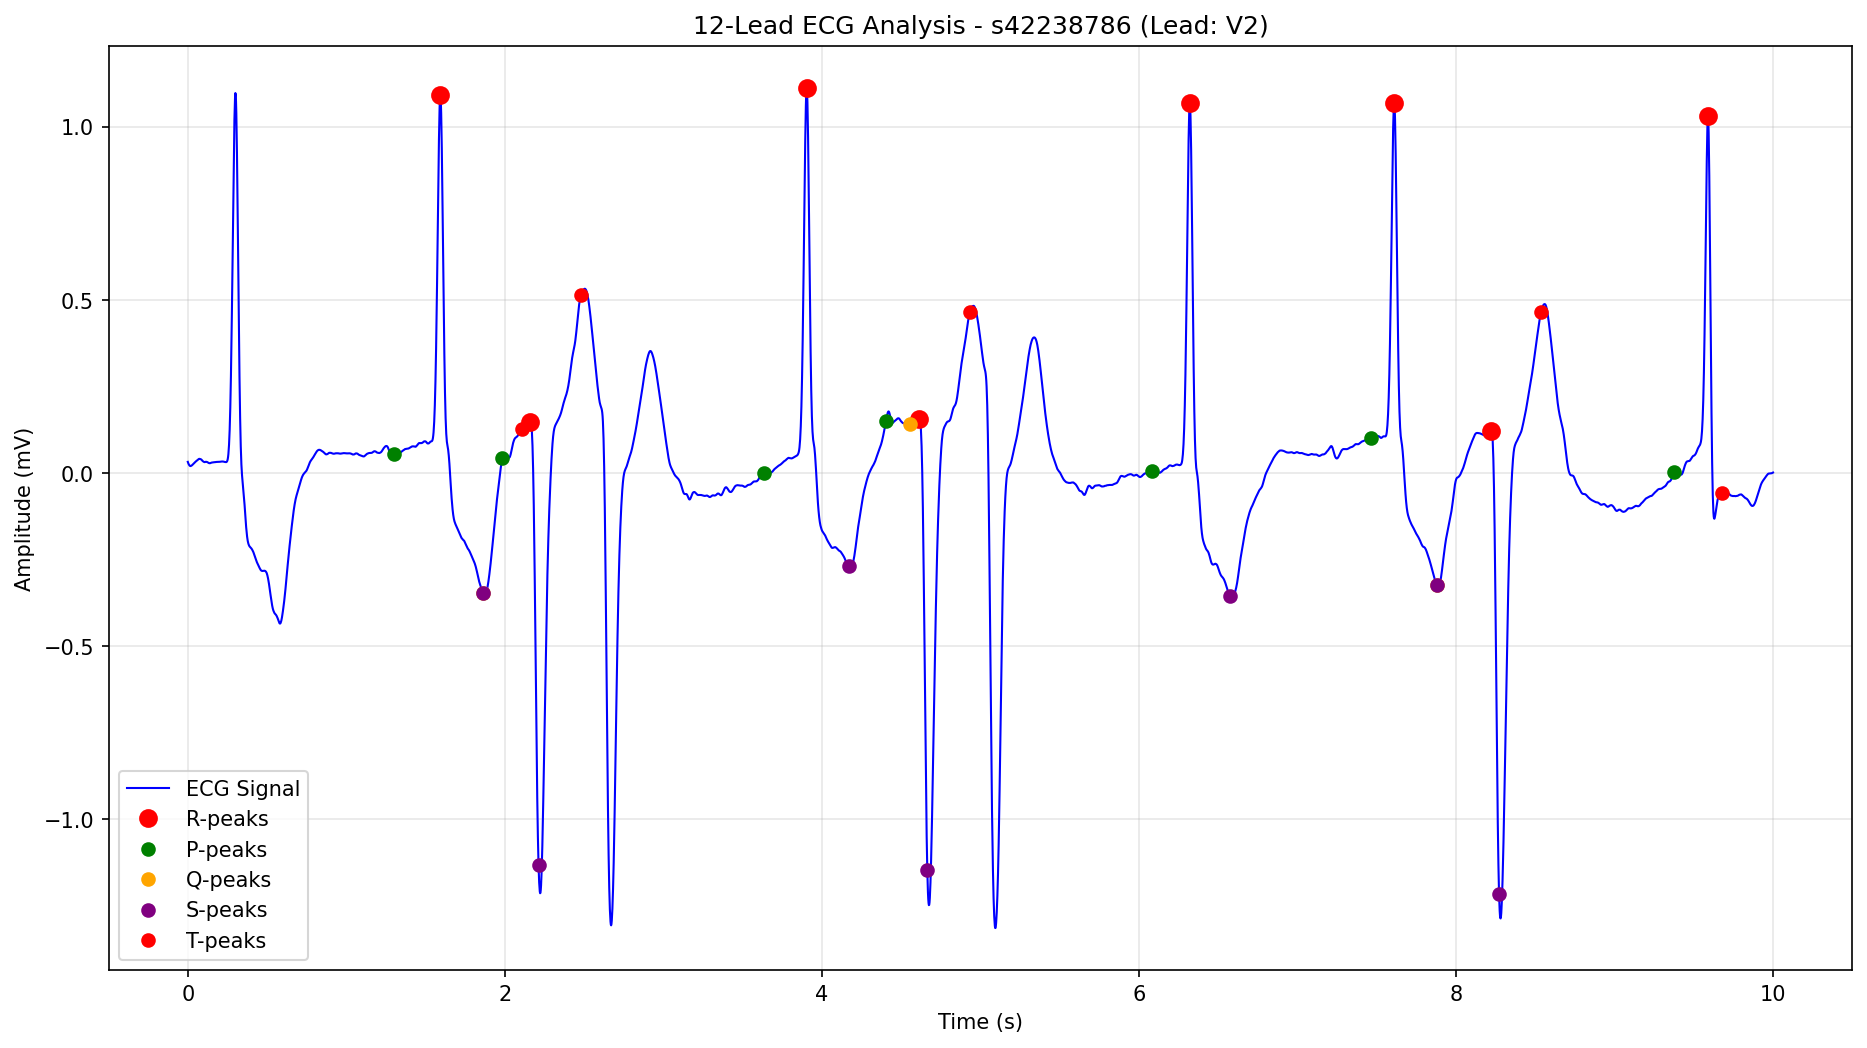 12-Lead ECG Analysis - s42238786 (Lead: V2)
Amplitude (mV)
1.0
0.5
0.0
−0.5
−1.0
ECG Signal
R-peaks
P-peaks
Q-peaks
S-peaks
T-peaks
0 2 4 6 8 10
Time (s)